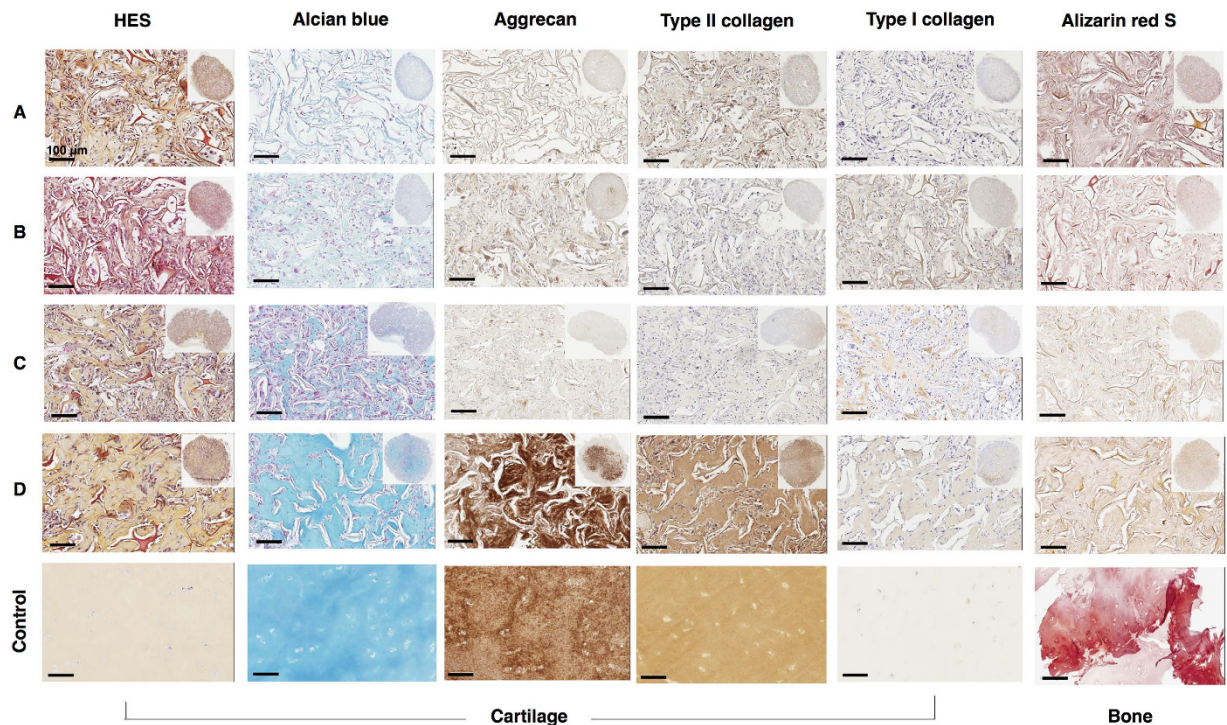 HES Alcian blue Aggrecan Type II collagen Type I collagen Alizarin red S
A
100 µm
B
C
D
Control
Cartilage Bone